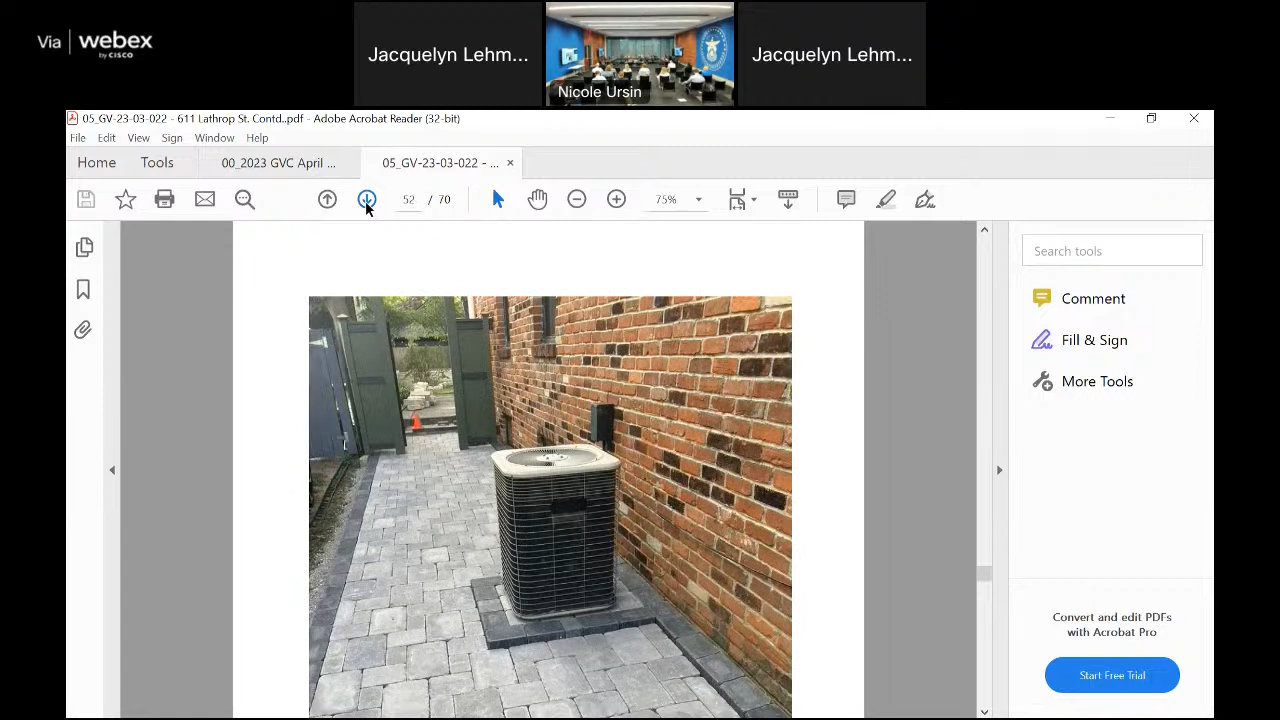 Via webex
by CISCO
Jacquelyn Lehm...
Nicole Ursin
Jacquelyn Lehm...
05_GV-23-03-022 - 611 Lathrop St. Contd..pdf - Adobe Acrobat Reader (32-bit)
File Edit View Sign Window Help
Home Tools 00_2023 GVC April ... 05_GV-23-03-022 - ...
52 / 70 75%
Search tools
Comment
Fill & Sign
More Tools
Convert and edit PDFs
with Acrobat Pro
Start Free Trial